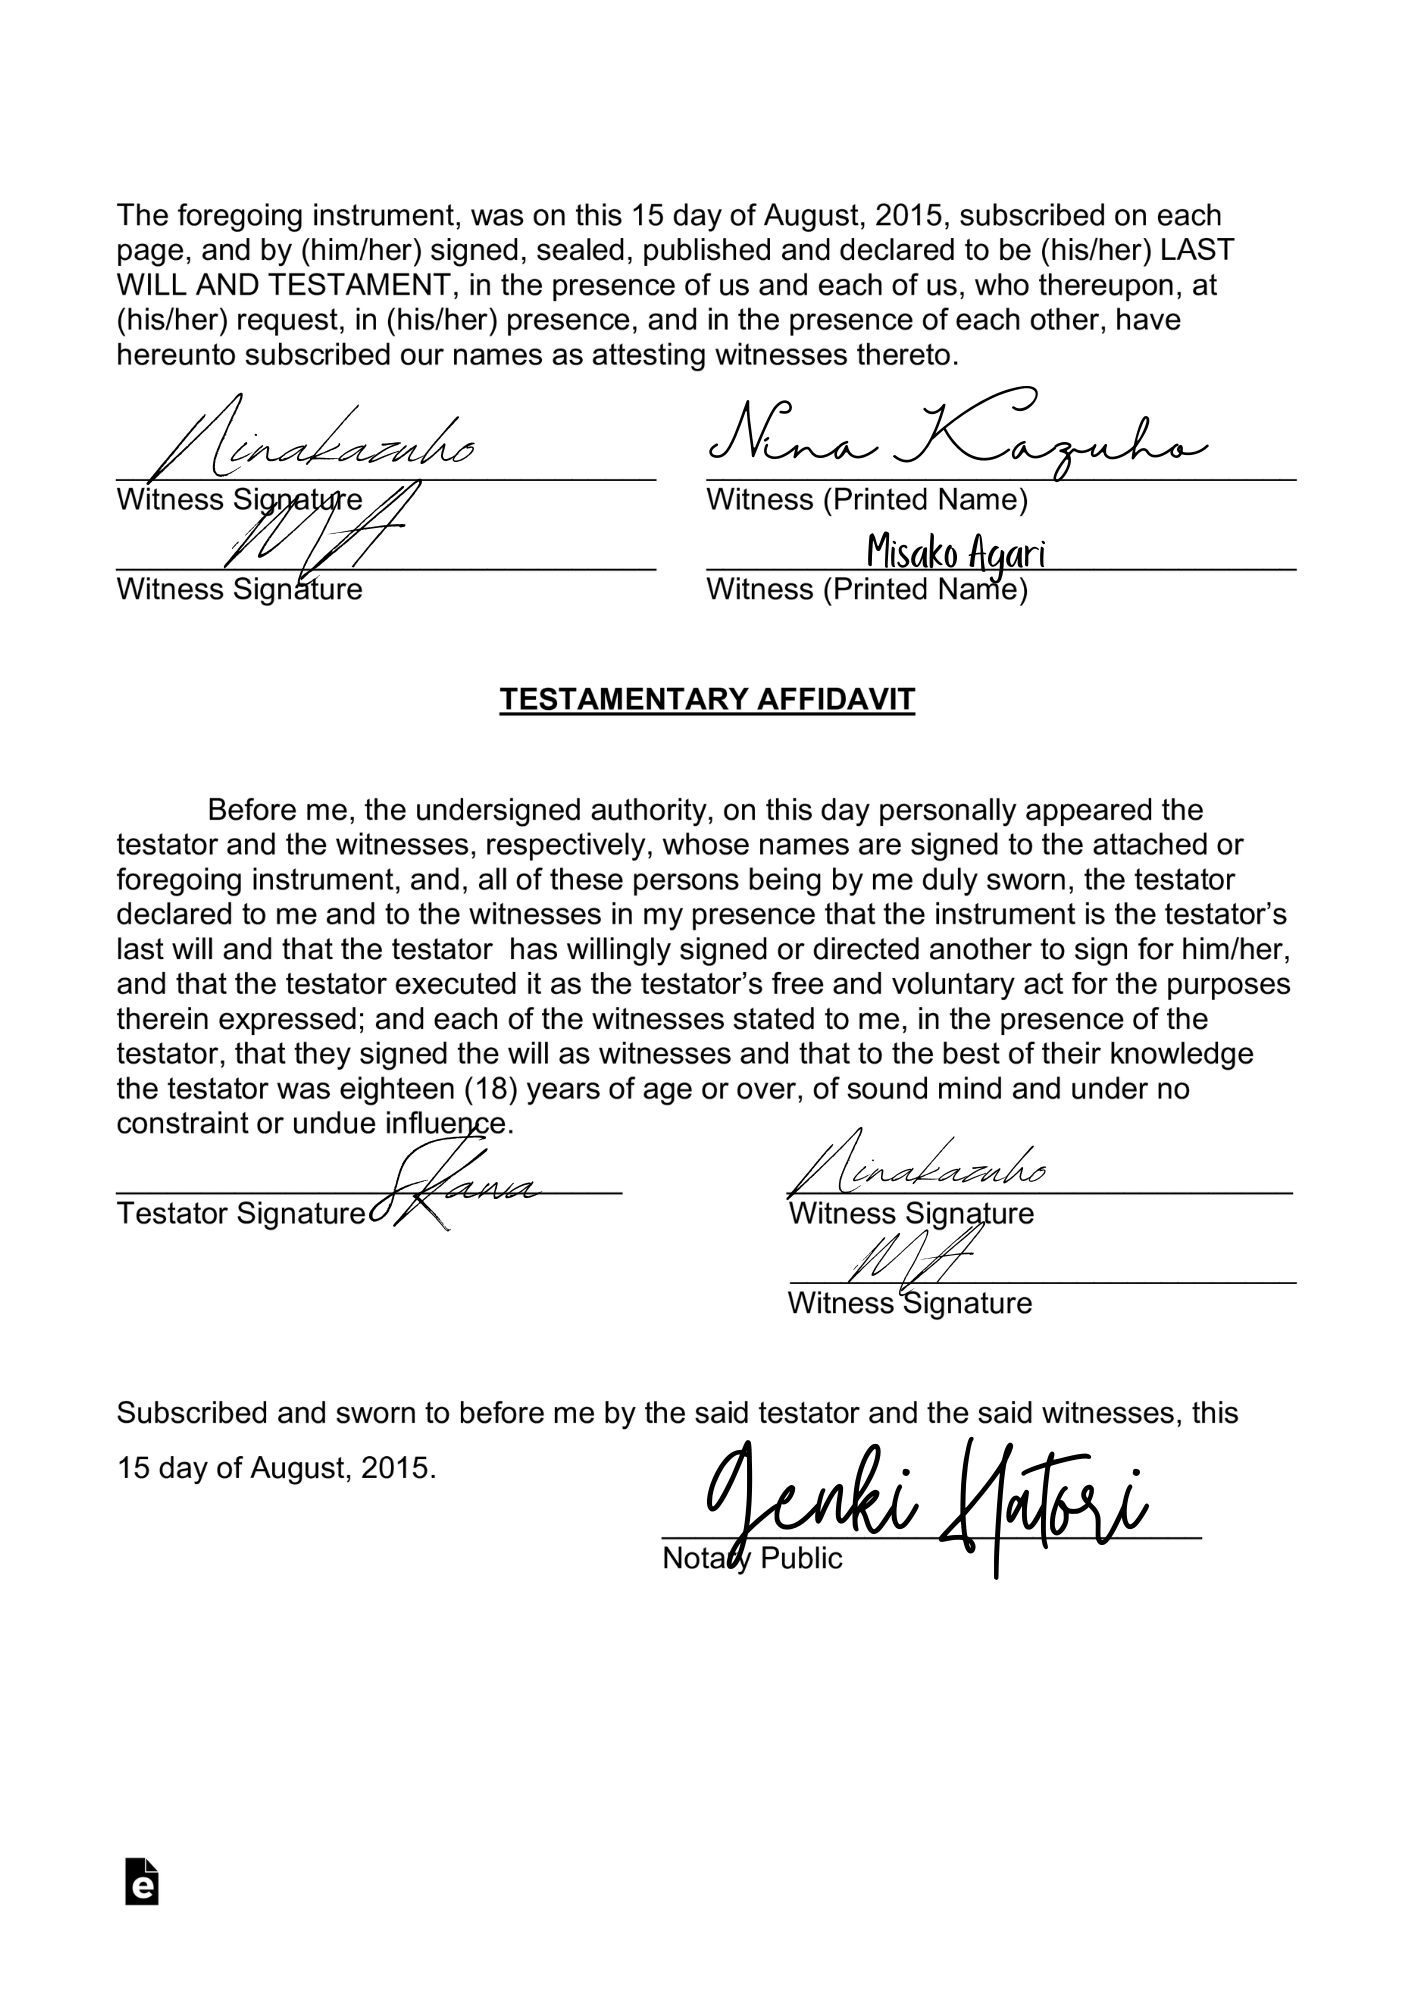 The foregoing instrument, was on this 15 day of August, 2015, subscribed on each
page, and by (him/her) signed, sealed, published and declared to be (his/her) LAST
WILL AND TESTAMENT, in the presence of us and each of us, who thereupon, at
(his/her) request, in (his/her) presence, and in the presence of each other, have
hereunto subscribed our names as attesting witnesses thereto.
Ninakazuho Nina Kazuho
Witness Signature Witness (Printed Name)
MA Misako Agari
Witness Signature Witness (Printed Name)
TESTAMENTARY AFFIDAVIT
Before me, the undersigned authority, on this day personally appeared the
testator and the witnesses, respectively, whose names are signed to the attached or
foregoing instrument, and, all of these persons being by me duly sworn, the testator
declared to me and to the witnesses in my presence that the instrument is the testator’s
last will and that the testator has willingly signed or directed another to sign for him/her,
and that the testator executed it as the testator’s free and voluntary act for the purposes
therein expressed; and each of the witnesses stated to me, in the presence of the
testator, that they signed the will as witnesses and that to the best of their knowledge
the testator was eighteen (18) years of age or over, of sound mind and under no
constraint or undue influence.
Ninakazuho
Testator Signature Witness Signature
MA
Witness Signature
Subscribed and sworn to before me by the said testator and the said witnesses, this
15 day of August, 2015.
Genki Hatori
Notary Public
e